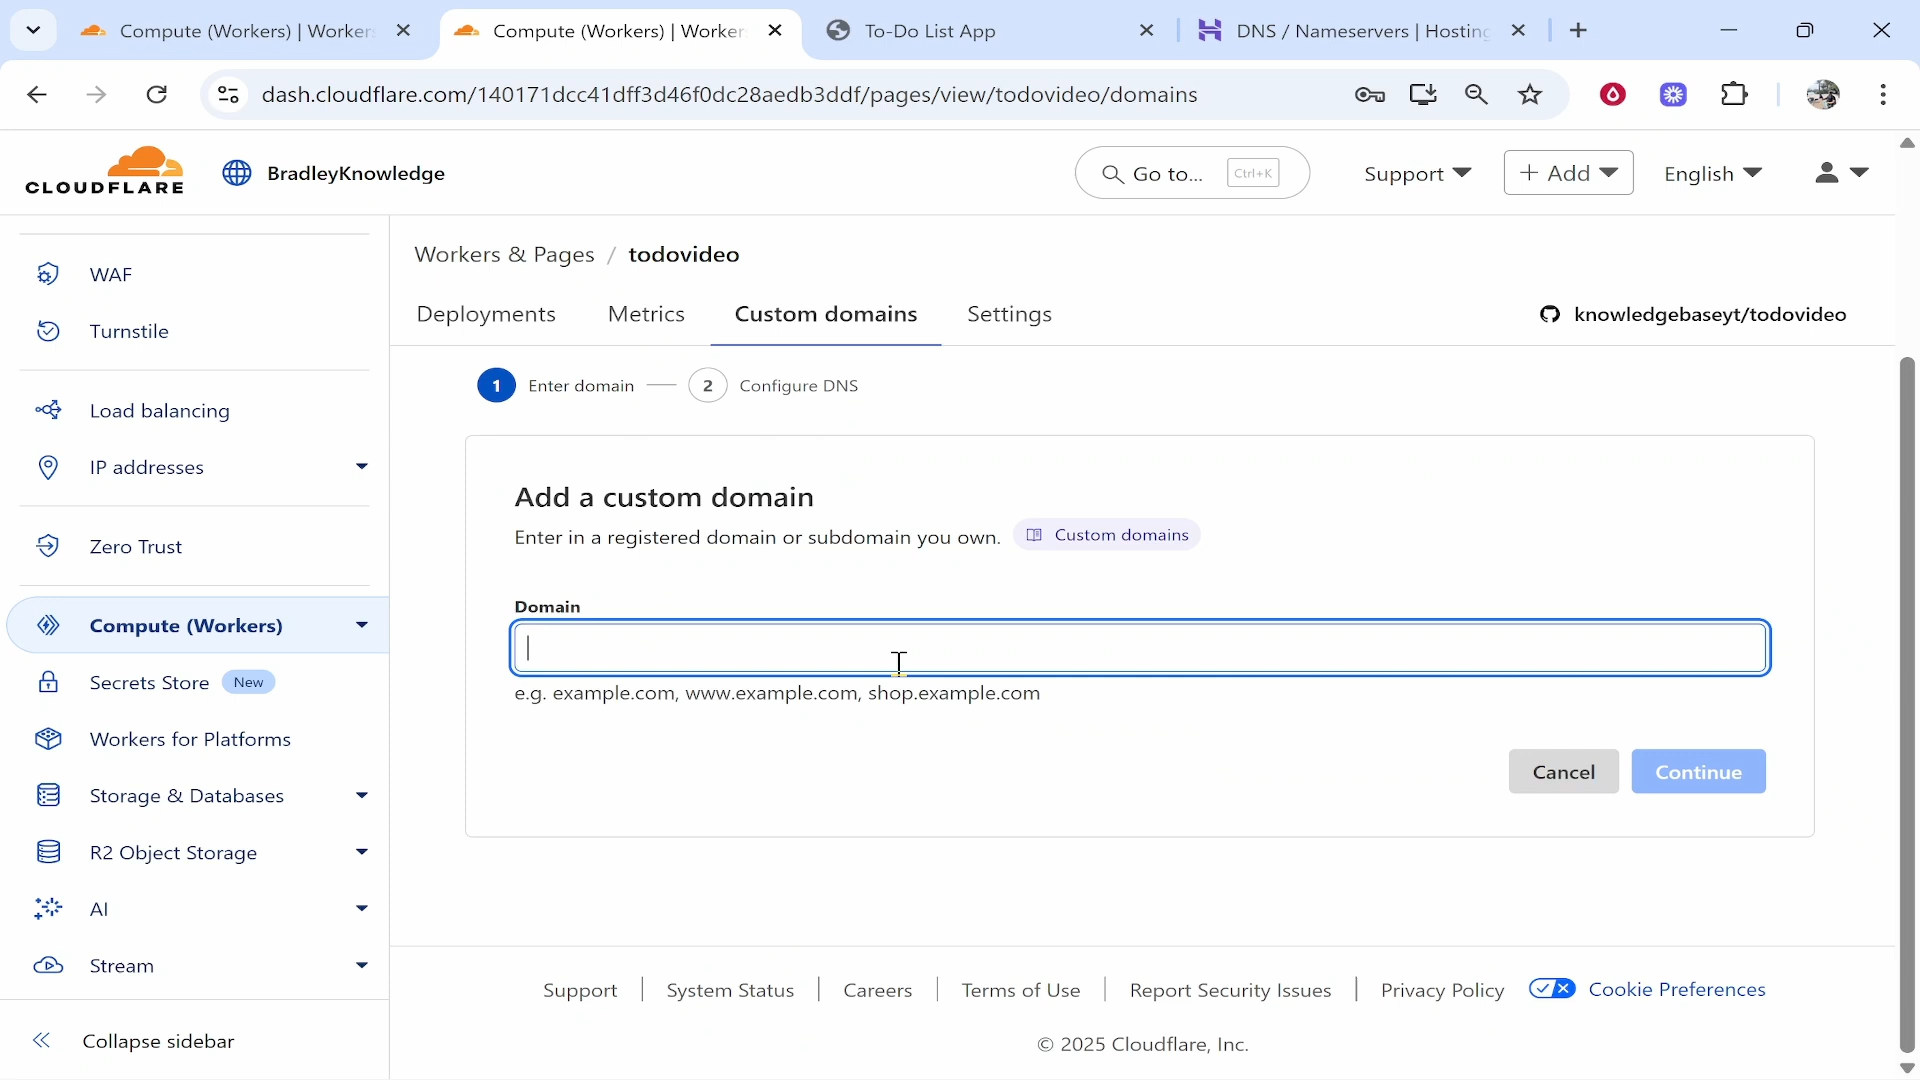 Compute (Workers) | Worker
Compute (Workers) | Worker
To-Do List App
DNS / Nameservers | Hosting
dash.cloudflare.com/140171dcc41dff3d46f0dc28aedb3ddf/pages/view/todovideo/domains
CLOUDFLARE
BradleyKnowledge
Go to...
Ctrl+K
Support
+ Add
English
WAF
Turnstile
Load balancing
IP addresses
Zero Trust
Compute (Workers)
Secrets Store New
Workers for Platforms
Storage & Databases
R2 Object Storage
AI
Stream
Collapse sidebar
Workers & Pages / todovideo
Deployments
Metrics
Custom domains
Settings
knowledgebaseyt/todovideo
1 Enter domain
2 Configure DNS
Add a custom domain
Enter in a registered domain or subdomain you own. Custom domains
Domain
e.g. example.com, www.example.com, shop.example.com
Cancel
Continue
Support
System Status
Careers
Terms of Use
Report Security Issues
Privacy Policy
Cookie Preferences
© 2025 Cloudflare, Inc.